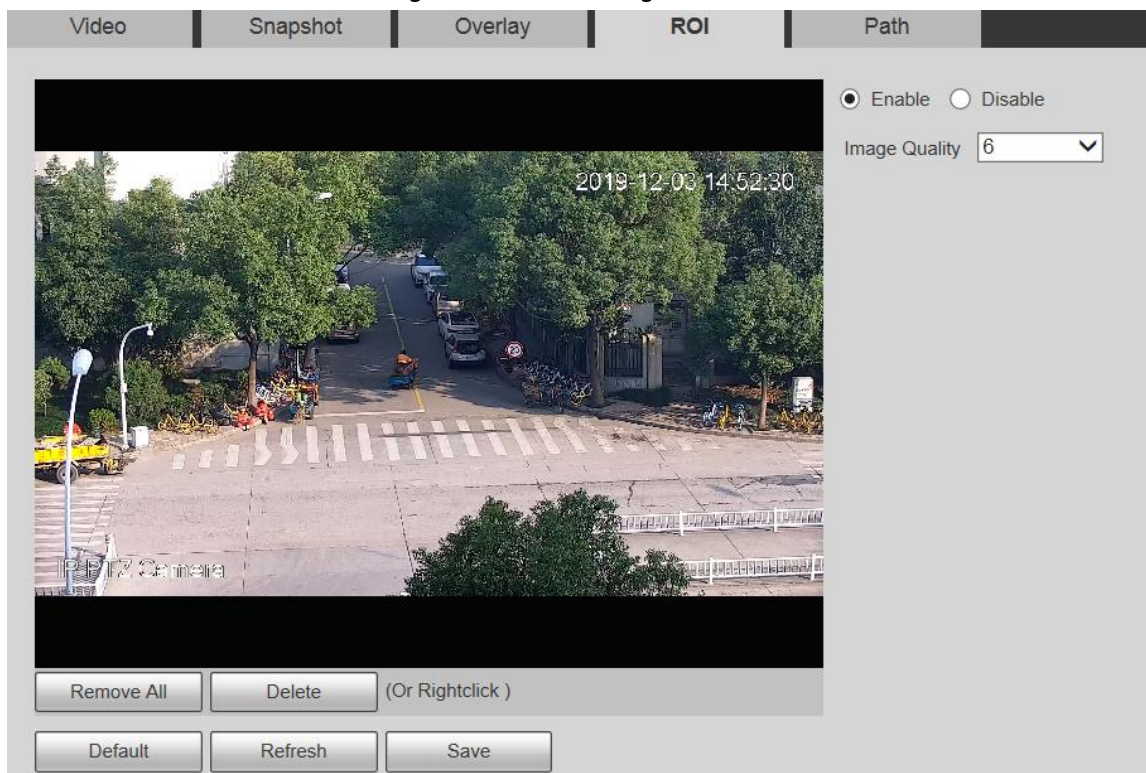 Video Snapshot Overlay ROI Path
Enable Disable
Image Quality 6
2019-12-03 14:52:30
20
IP PTZ Camera
Remove All Delete (Or Rightclick )
Default Refresh Save